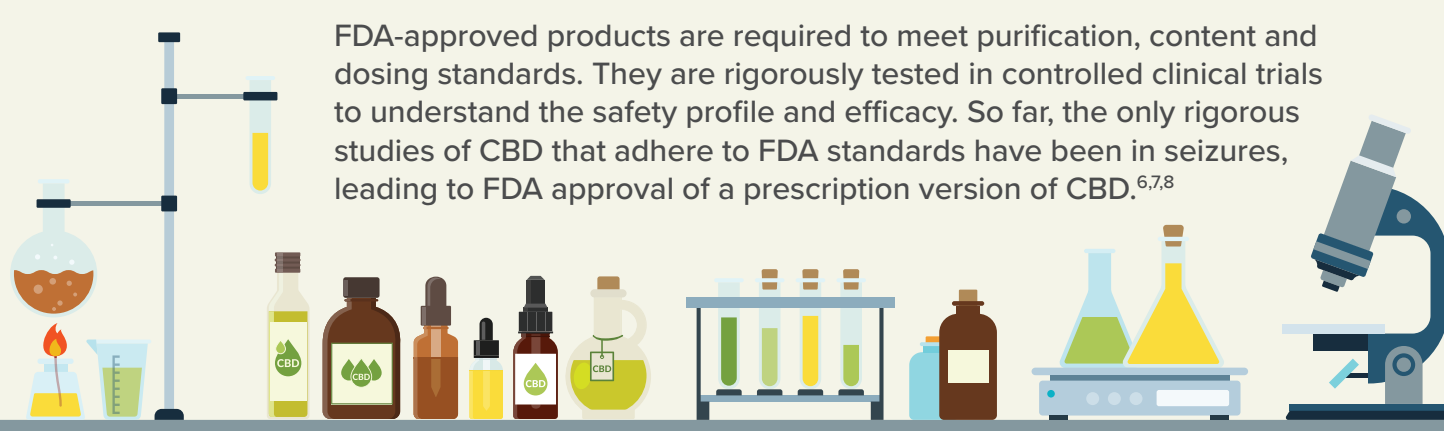 FDA-approved products are required to meet purification, content and
dosing standards. They are rigorously tested in controlled clinical trials
to understand the safety profile and efficacy. So far, the only rigorous
studies of CBD that adhere to FDA standards have been in seizures,
leading to FDA approval of a prescription version of CBD.6,7,8
CBD
CBD
CBD
CBD